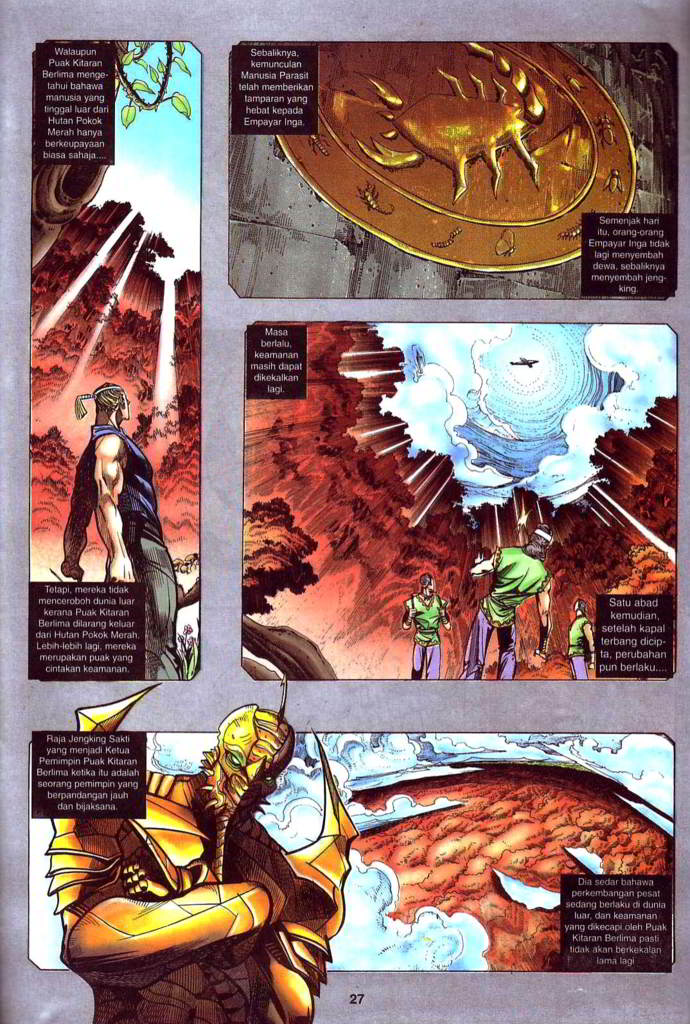 Walaupun
Puak Kitaran
Berlima menge-
tahui bahawa
manusia yang
tinggal luar dari
Hutan Pokok
Merah hanya
berkeupayaan
biasa sahaja....
Sebaliknya,
kemunculan
Manusia Parasit
telah memberikan
tamparan yang
hebat kepada
Empayar Inga.
Semenjak hari
itu, orang-orang
Empayar Inga tidak
lagi menyembah
dewa, sebaliknya
menyembah jeng-
king.
Masa
berlalu,
keamanan
masih dapat
dikekalkan
lagi.
Tetapi, mereka tidak
menceroboh dunia luar
kerana Puak Kitaran
Berlima dilarang keluar
dari Hutan Pokok Merah.
Lebih-lebih lagi, mereka
merupakan puak yang
cintakan keamanan.
Satu abad
kemudian,
setelah kapal
terbang dicip-
ta, perubahan
pun berlaku....
Raja Jengking Sakti
yang menjadi Ketua
Pemimpin Puak Kitaran
Berlima ketika itu adalah
seorang pemimpin yang
berpandangan jauh
dan bijaksana.
Dia sedar bahawa
perkembangan pesat
sedang berlaku di dunia
luar, dan keamanan
yang dikecapi oleh Puak
Kitaran Berlima pasti
tidak akan berkekalan
lama lagi
27